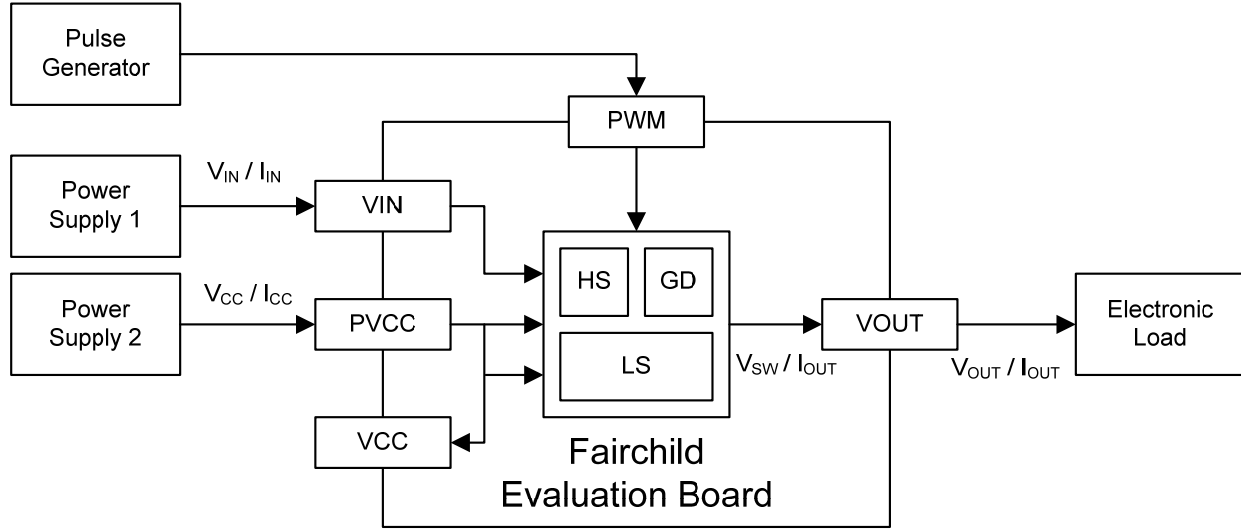 Pulse
Generator
PWM
Power
Supply 1
VIN / IIN
VIN
HS
GD
Power
Supply 2
VCC / ICC
PVCC
LS
VSW / IOUT
VOUT
VOUT / IOUT
Electronic
Load
VCC
Fairchild
Evaluation Board